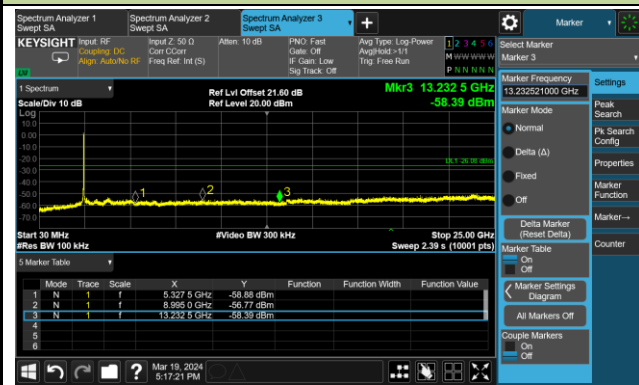 Spectrum Analyzer 1
Swept SA
Spectrum Analyzer 2
Swept SA
Spectrum Analyzer 3
Swept SA
Marker
KEYSIGHT
Input: RF
Coupling: DC
Align: Auto/No RF
Input Z: 50 Ω
Corr CCorr
Freq Ref: Int (S)
Atten: 10 dB
PNO: Fast
Gate: Off
IF Gain: Low
Sig Track: Off
Avg Type: Log-Power
Avg|Hold:>1/1
Trig: Free Run
1 2 3 4 5 6
M W W W W W
P N N N N N
Select Marker
Marker 3
LVI
1 Spectrum
Scale/Div 10 dB
Ref Lvl Offset 21.60 dB
Ref Level 20.00 dBm
Mkr3 13.232 5 GHz
-58.39 dBm
Log
10.0
0.00
-10.0
-20.0
-30.0
-40.0
-50.0
-60.0
-70.0
1
2
3
Start 30 MHz
#Res BW 100 kHz
#Video BW 300 kHz
Stop 25.00 GHz
Sweep 2.39 s (10001 pts)
5 Marker Table
Mode Trace Scale X Y Function Function Width Function Value
1 N 1 f 5.327 5 GHz -58.88 dBm
2 N 1 f 8.995 0 GHz -56.77 dBm
3 N 1 f 13.232 5 GHz -58.39 dBm
4
5
6
Marker Frequency
13.232521000 GHz
Marker Mode
Normal
Delta (Δ)
Fixed
Off
Delta Marker
(Reset Delta)
Marker Table
On
Off
Marker Settings
Diagram
All Markers Off
Couple Markers
On
Off
Settings
Peak
Search
Pk Search
Config
Properties
Marker
Function
Marker→
Counter
Mar 19, 2024
5:17:21 PM